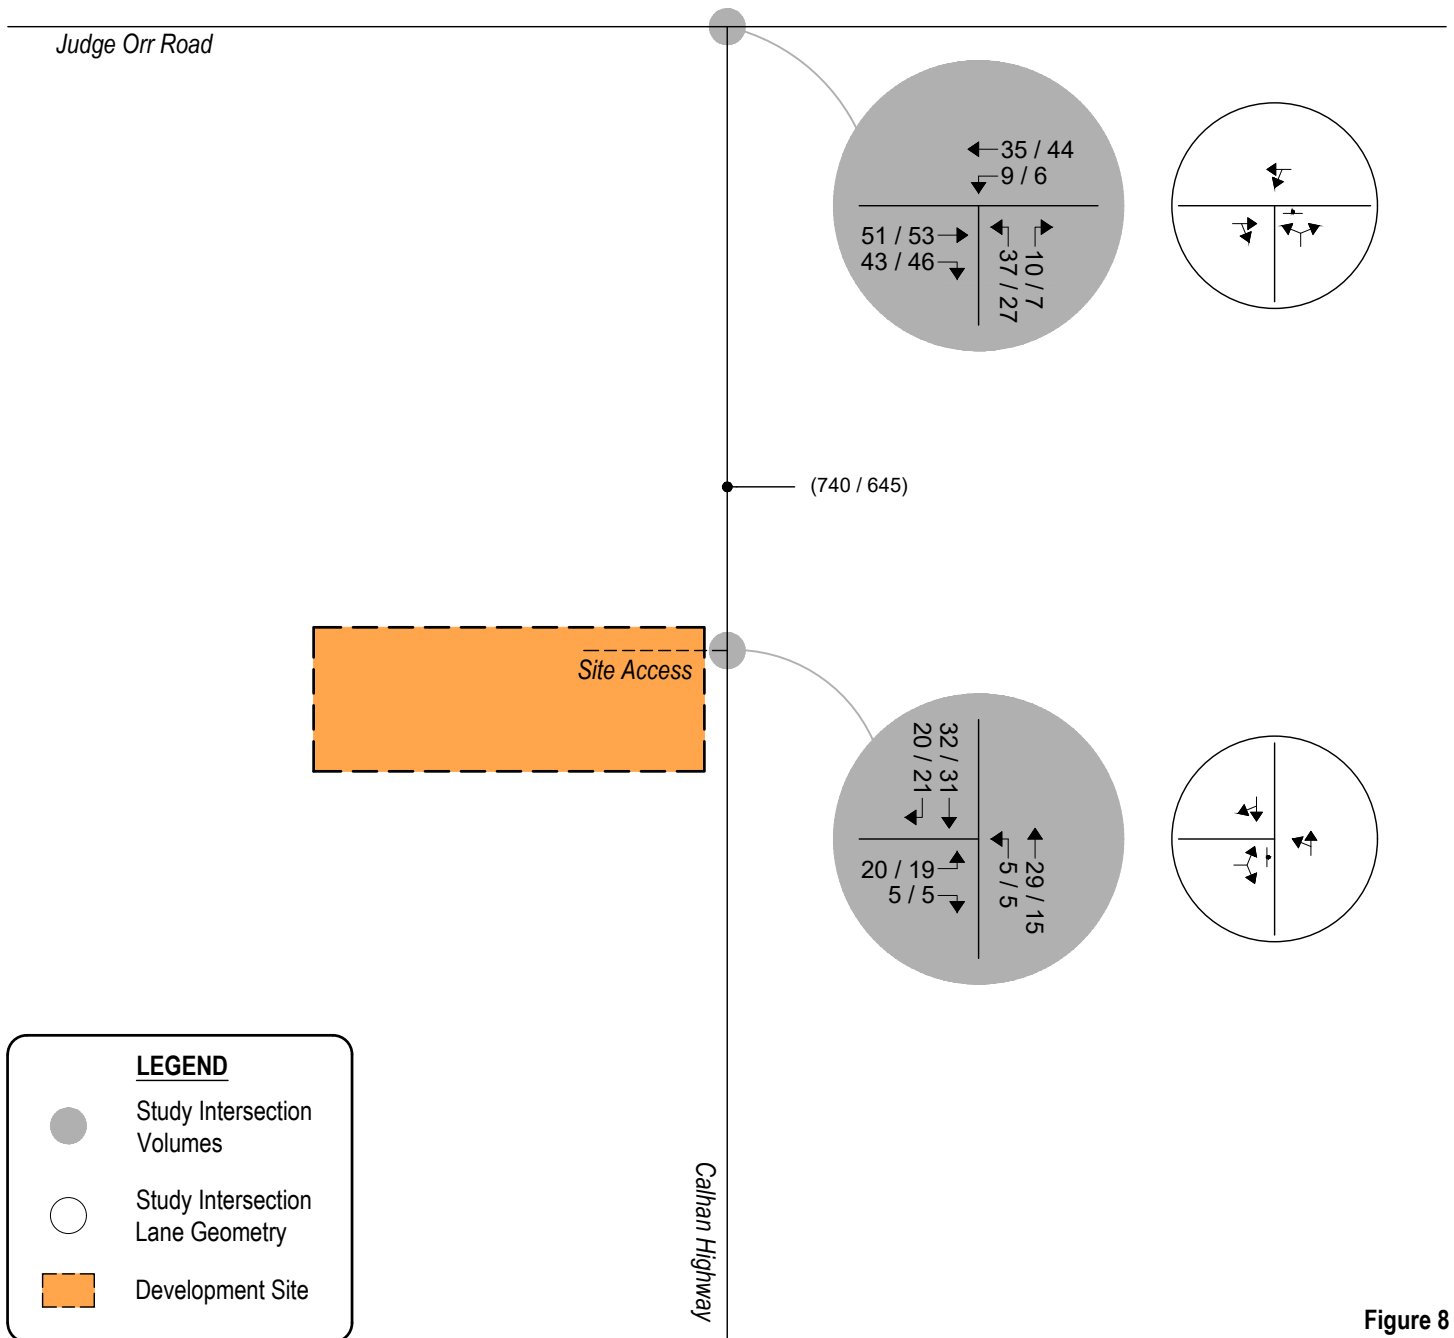 Judge Orr Road
35 / 44
9 / 6
51 / 53
43 / 46
37 / 27
10 / 7
(740 / 645)
Site Access
20 / 21
32 / 31
20 / 19
5 / 5
5 / 5
29 / 15
LEGEND
Study Intersection
Volumes
Study Intersection
Lane Geometry
Development Site
Calhan Highway
Figure 8